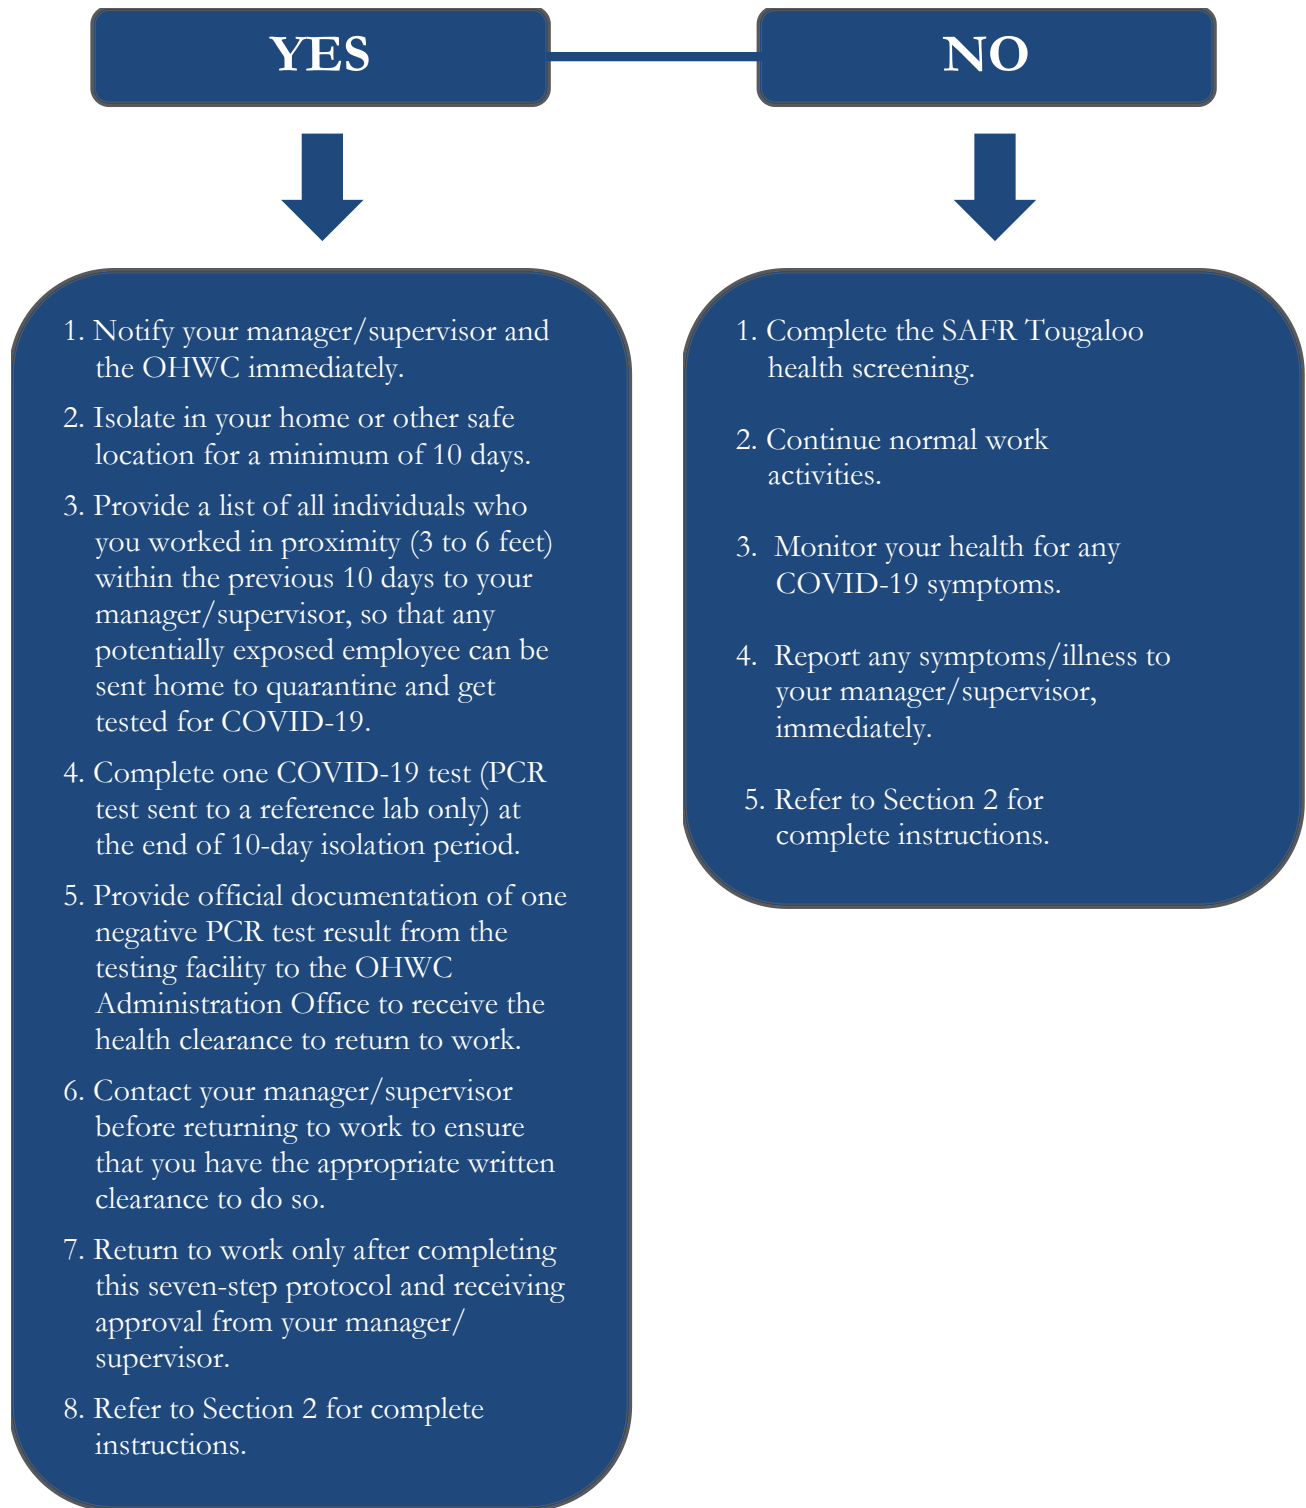 YES
NO
1. Notify your manager/supervisor and
the OHWC immediately.
2. Isolate in your home or other safe
location for a minimum of 10 days.
3. Provide a list of all individuals who
you worked in proximity (3 to 6 feet)
within the previous 10 days to your
manager/supervisor, so that any
potentially exposed employee can be
sent home to quarantine and get
tested for COVID-19.
4. Complete one COVID-19 test (PCR
test sent to a reference lab only) at
the end of 10-day isolation period.
5. Provide official documentation of one
negative PCR test result from the
testing facility to the OHWC
Administration Office to receive the
health clearance to return to work.
6. Contact your manager/supervisor
before returning to work to ensure
that you have the appropriate written
clearance to do so.
7. Return to work only after completing
this seven-step protocol and receiving
approval from your manager/
supervisor.
8. Refer to Section 2 for complete
instructions.
1. Complete the SAFR Tougaloo
health screening.
2. Continue normal work
activities.
3. Monitor your health for any
COVID-19 symptoms.
4. Report any symptoms/illness to
your manager/supervisor,
immediately.
5. Refer to Section 2 for
complete instructions.